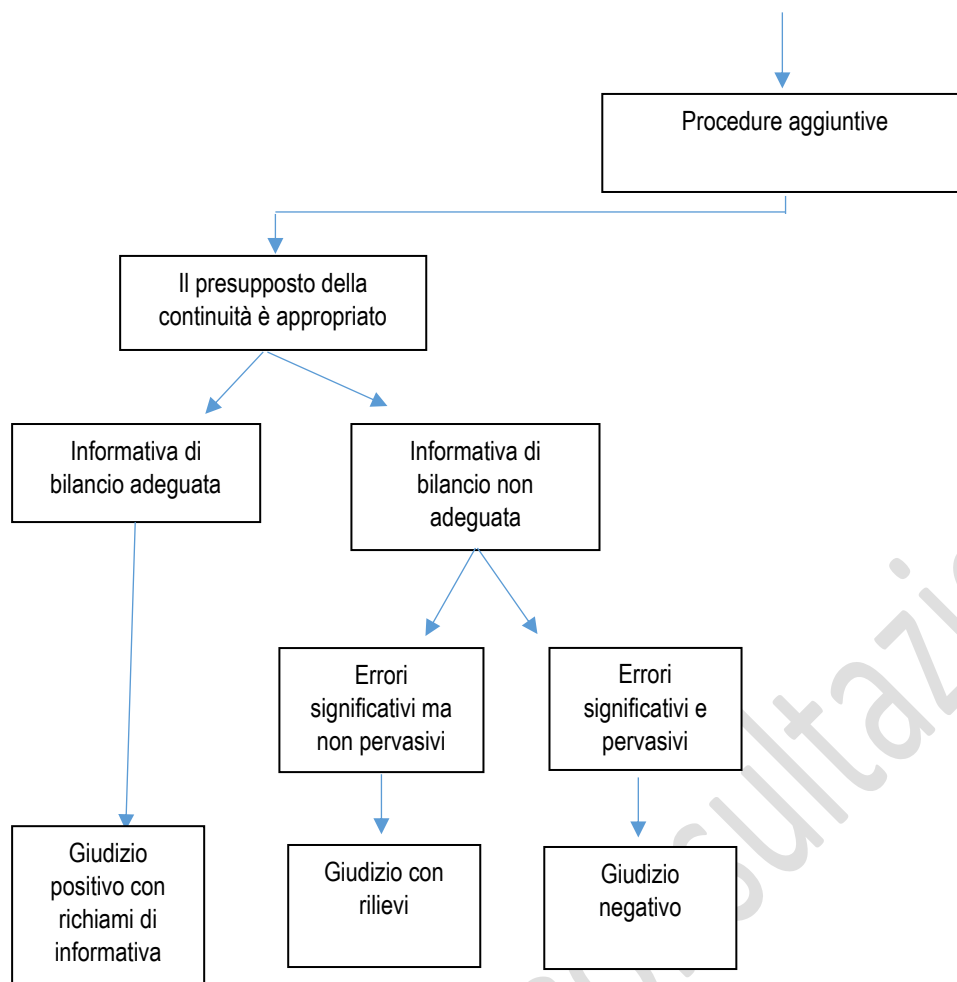 Procedure aggiuntive
Il presupposto della
continuità è appropriato
Informativa di
bilancio adeguata
Informativa di
bilancio non
adeguata
Errori
significativi ma
non pervasivi
Errori
significativi e
pervasivi
Giudizio
positivo con
richiami di
informativa
Giudizio con
rilievi
Giudizio
negativo